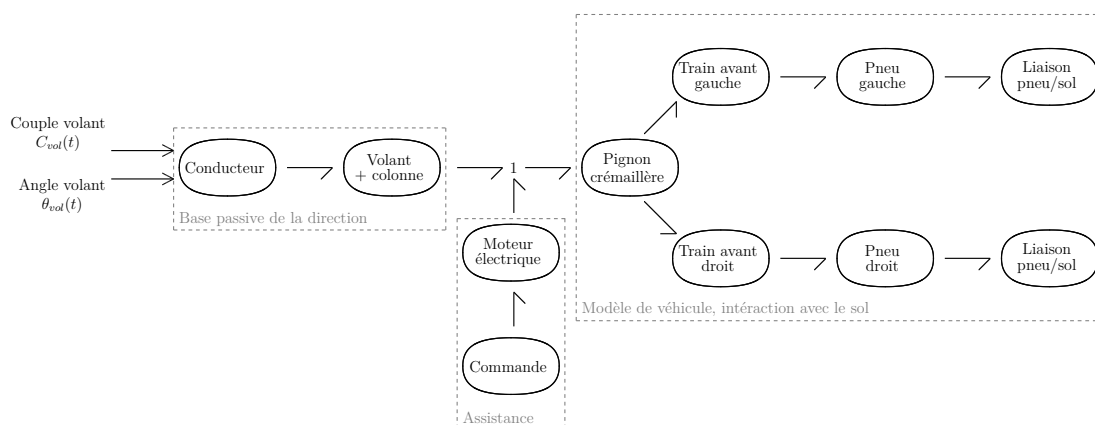 Couple volant
C_vol(t)
Angle volant
θ_vol(t)
Conducteur
Volant
+ colonne
Base passive de la direction
1
Moteur
électrique
Commande
Assistance
Pignon
crémaillère
Train avant
gauche
Pneu
gauche
Liaison
pneu/sol
Train avant
droit
Pneu
droit
Liaison
pneu/sol
Modèle de véhicule, intéraction avec le sol